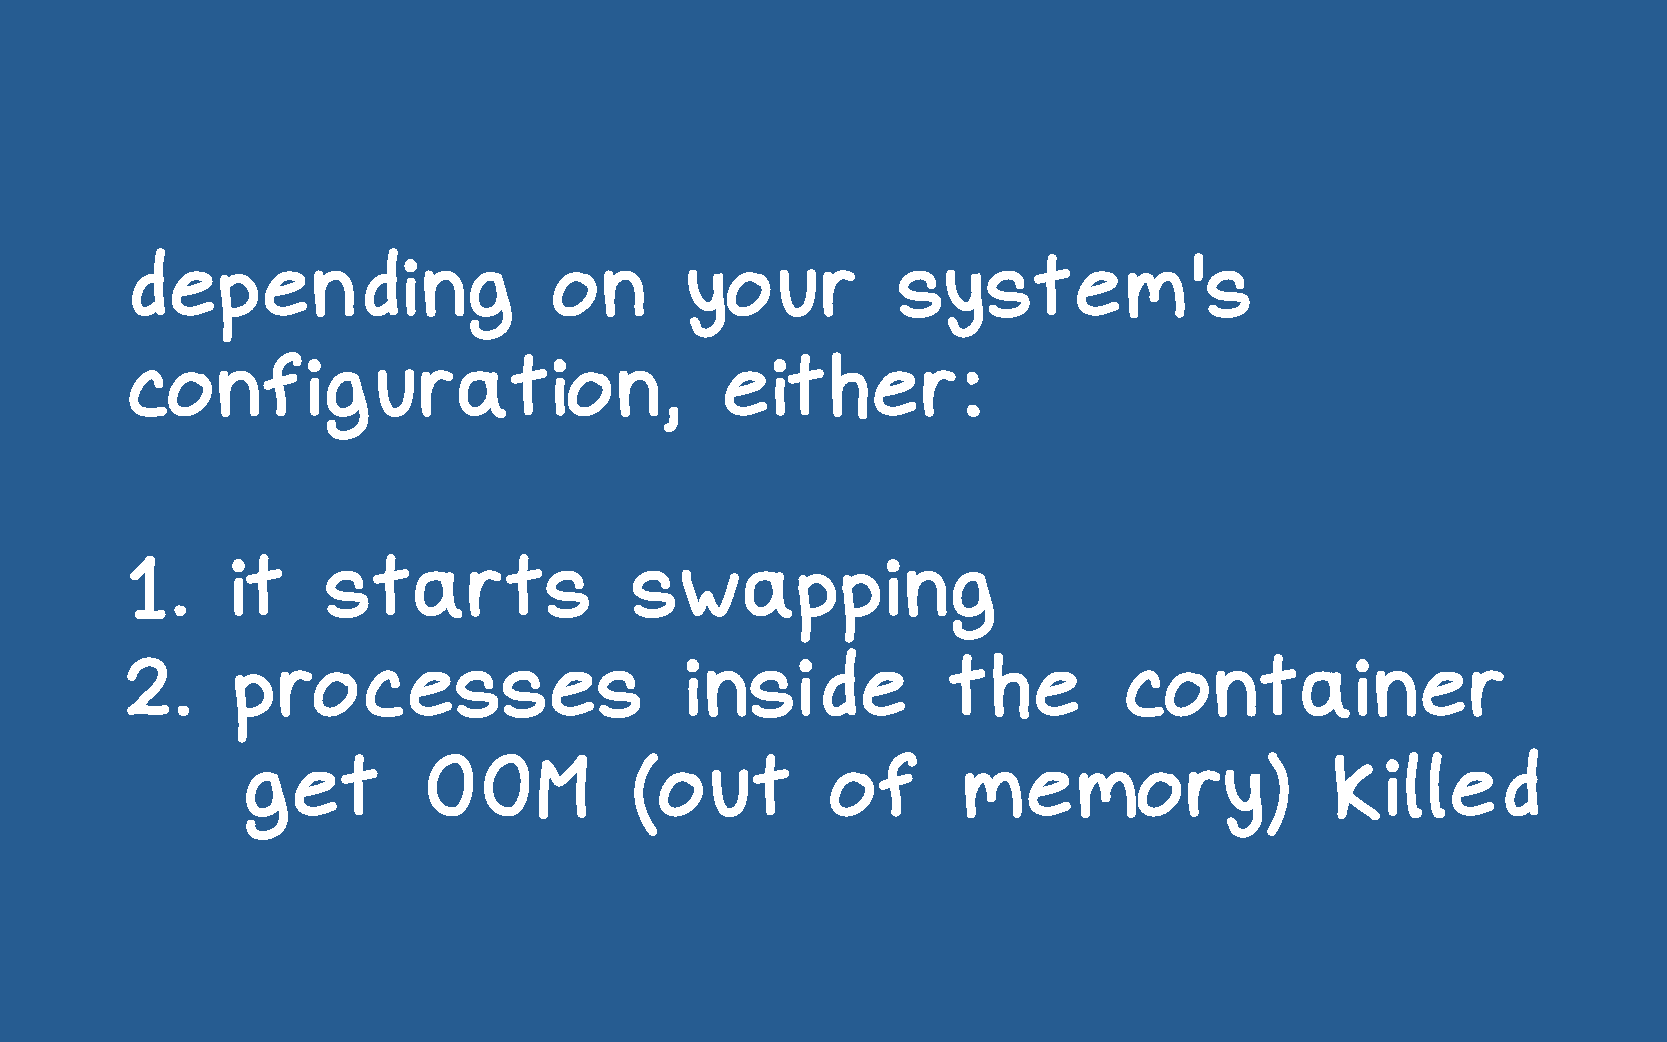 depending on your system's
configuration, either:
1. it starts swapping
2. processes inside the container
get OOM (out of memory) killed